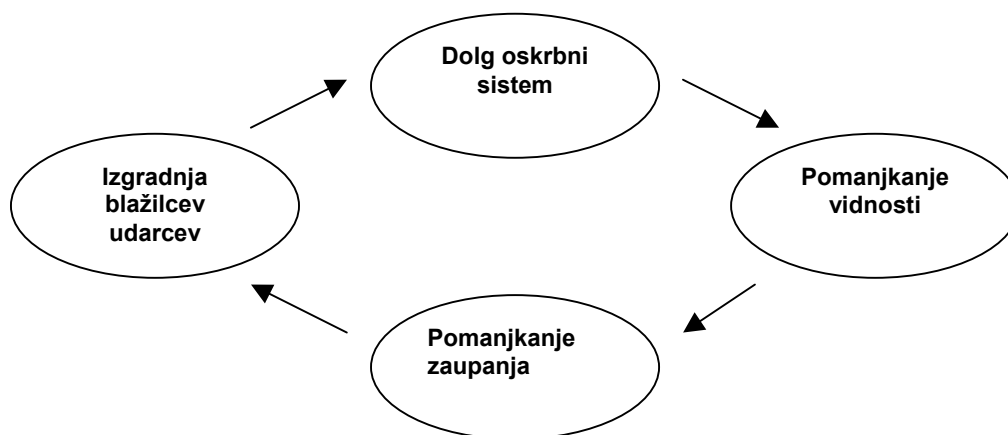 Dolg oskrbni
sistem
Izgradnja
blažilcev
udarcev
Pomanjkanje
vidnosti
Pomanjkanje
zaupanja